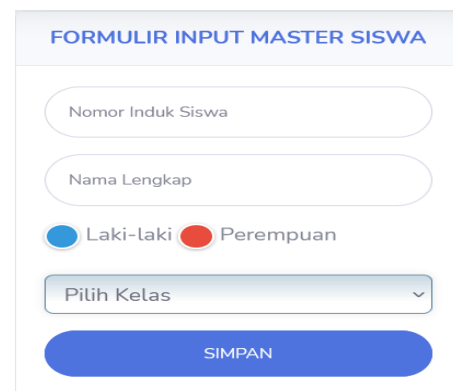 FORMULIR INPUT MASTER SISWA
Nomor Induk Siswa
Nama Lengkap
Laki-laki Perempuan
Pilih Kelas
SIMPAN